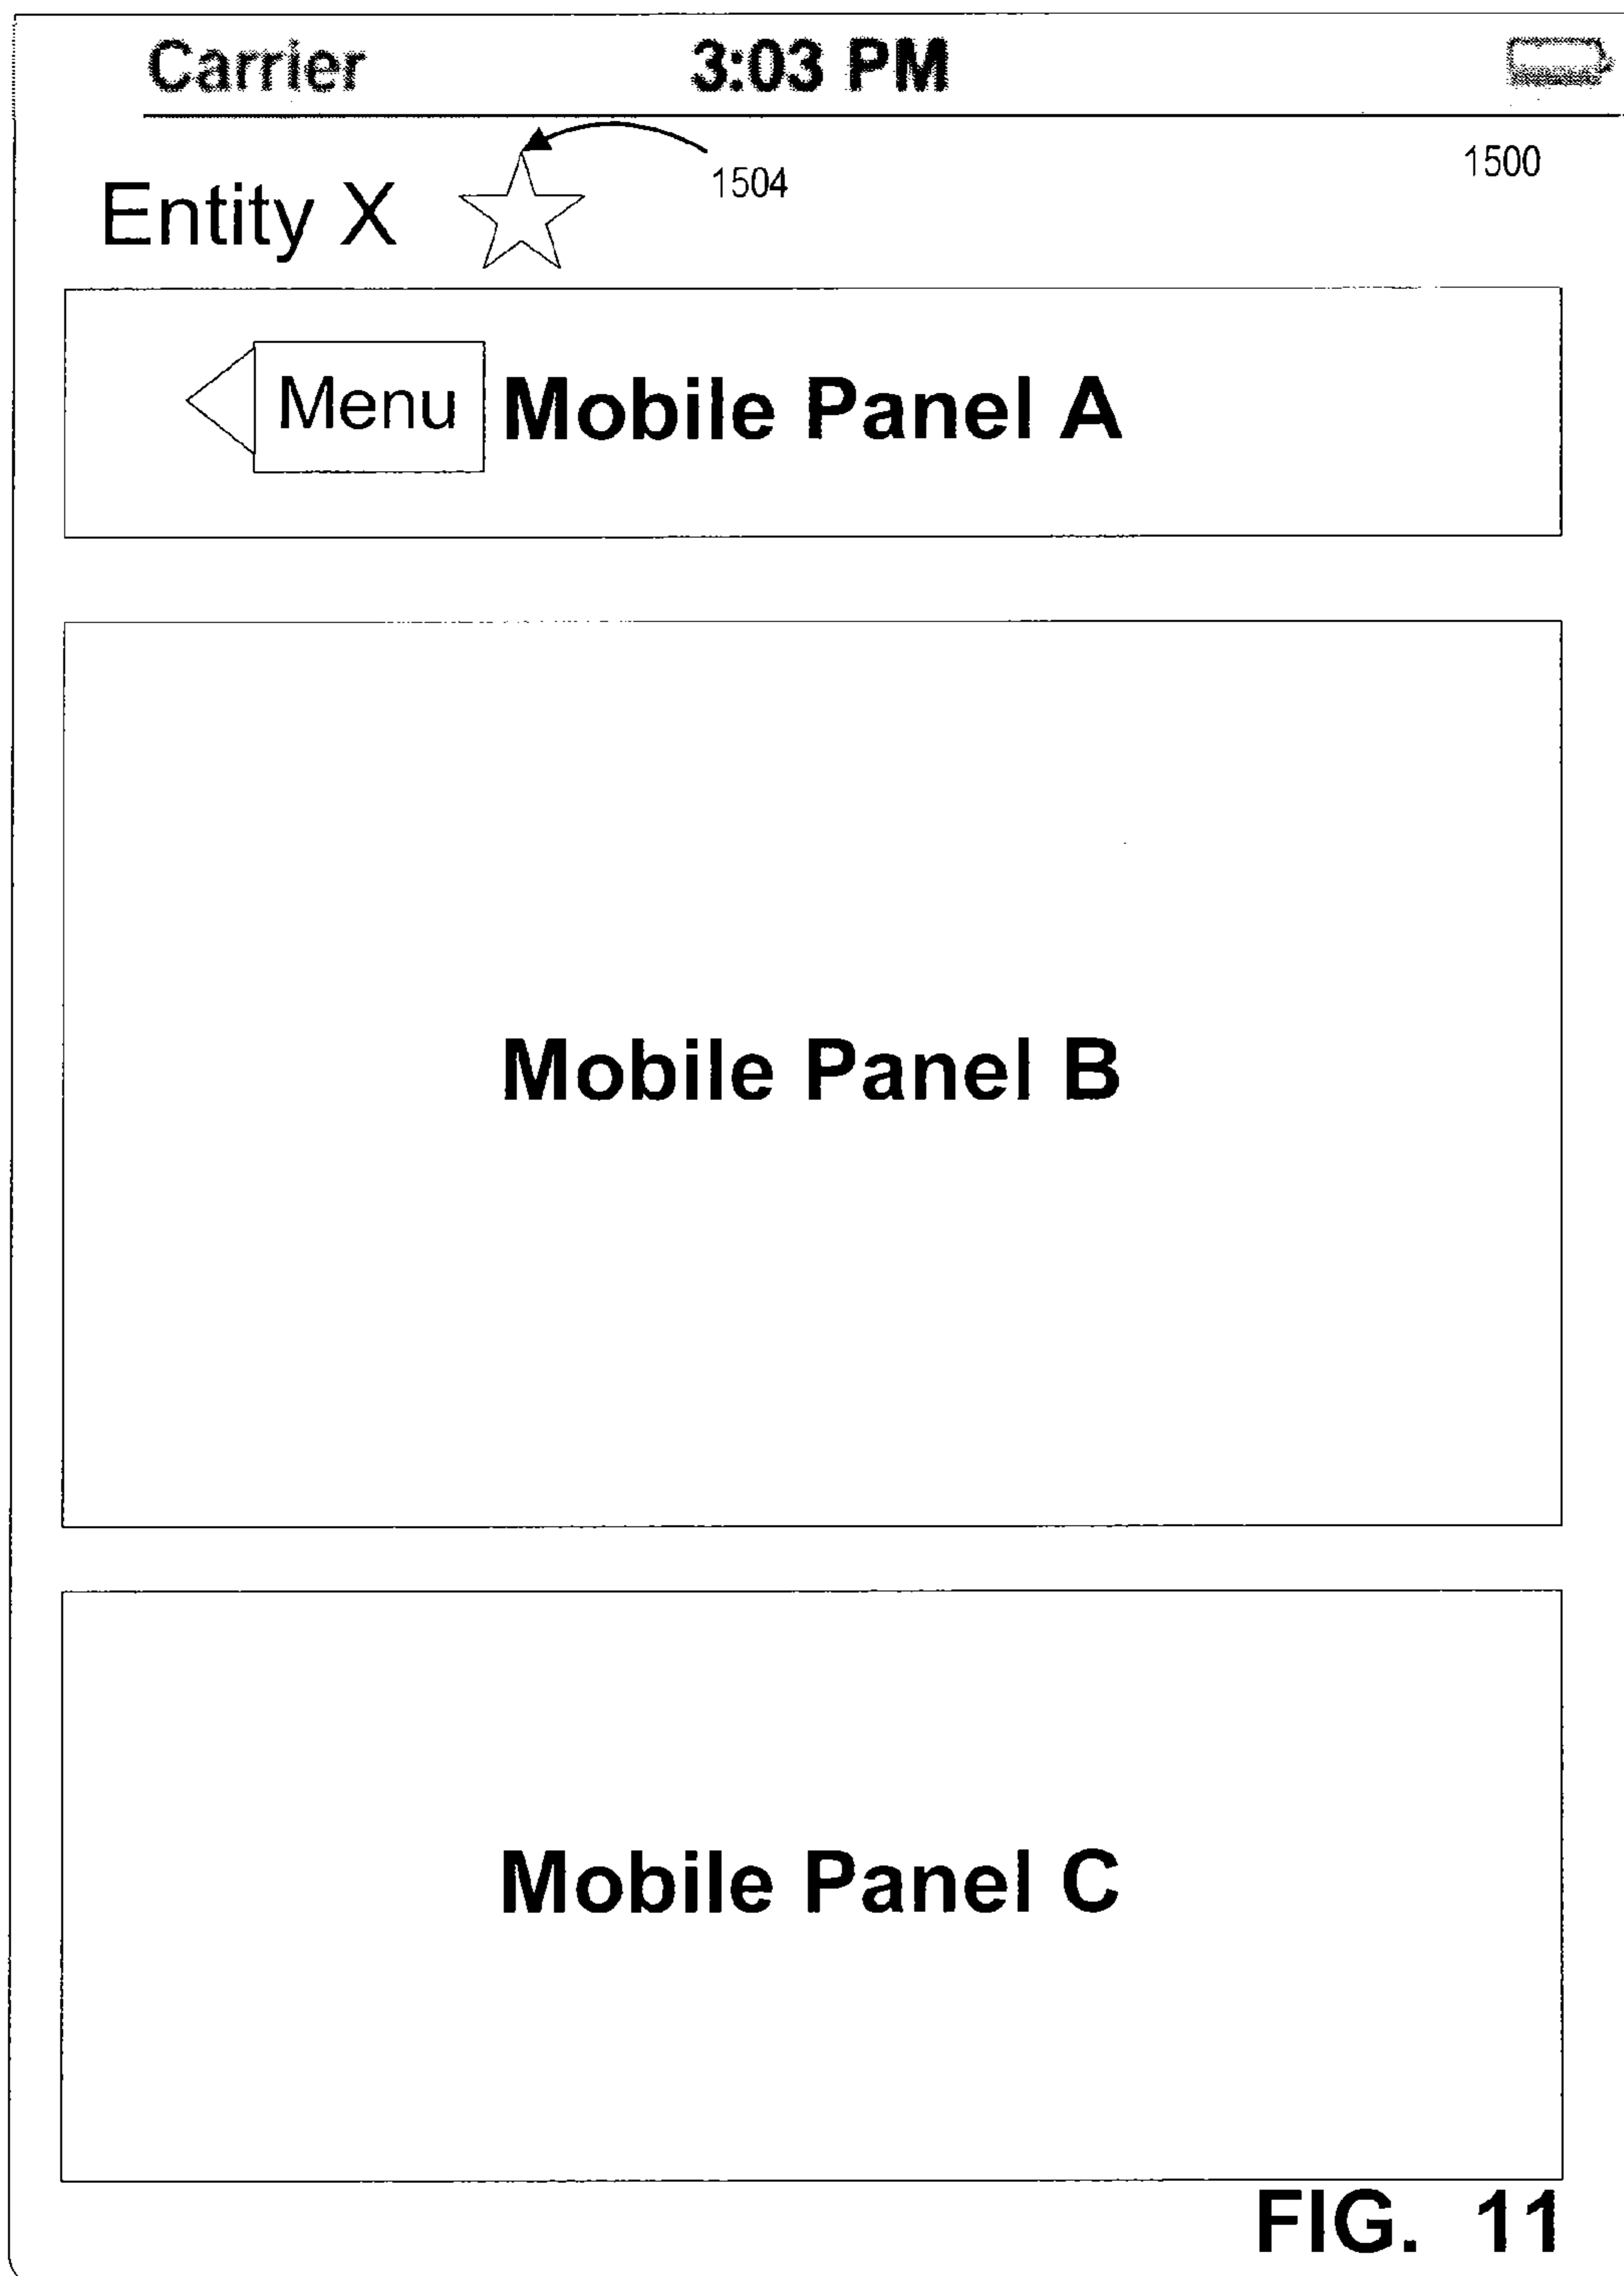 Carrier 3:03 PM
1500
1504
Entity X
Menu Mobile Panel A
Mobile Panel B
Mobile Panel C
FIG. 11